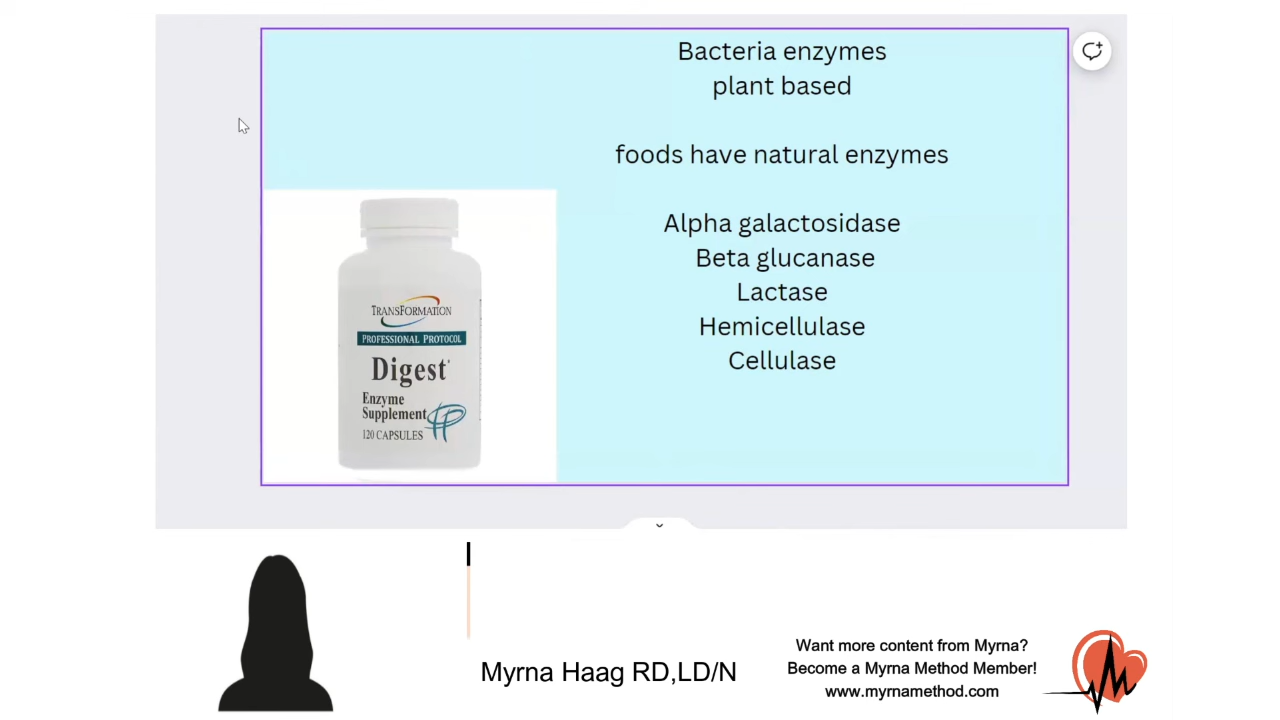 Bacteria enzymes
plant based
foods have natural enzymes
Alpha galactosidase
Beta glucanase
Lactase
Hemicellulase
Cellulase
TRANSFORMATION
PROFESSIONAL PROTOCOL
Digest*
Enzyme
Supplement
120 CAPSULES
Myrna Haag RD,LD/N
Want more content from Myrna?
Become a Myrna Method Member!
www.myrnamethod.com